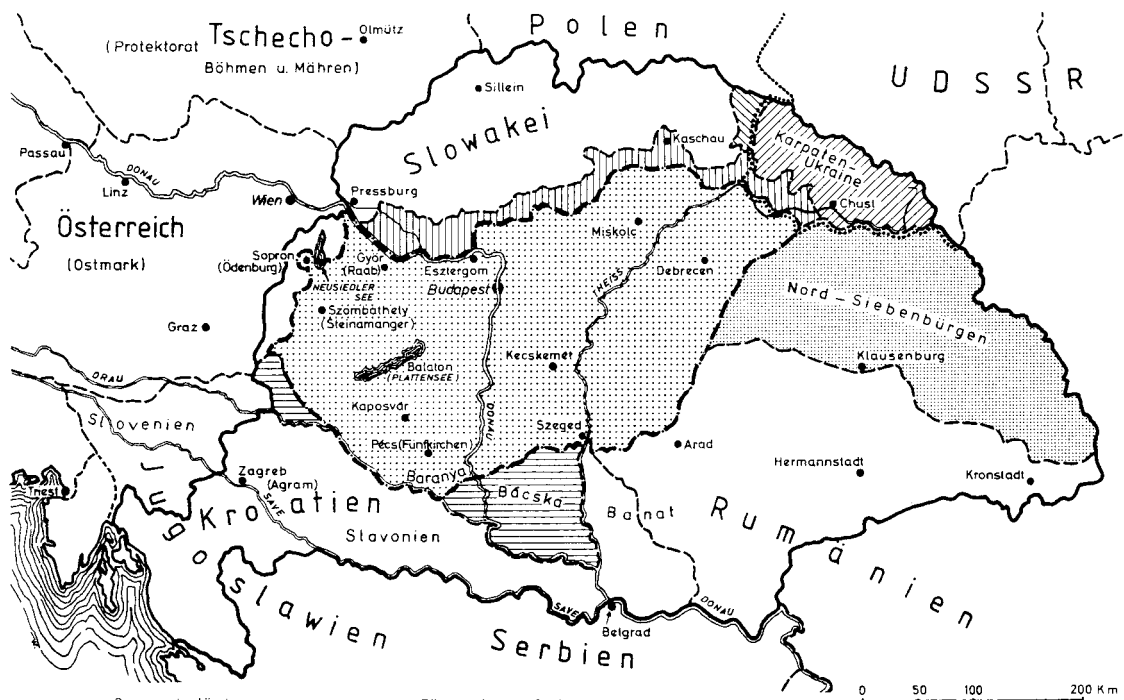 Polen
Tschecho-
Olmütz
(Protektorat
Böhmen u. Mähren)
UDSSR
Sillein
Slowakei
Kaschau
Karpaten-
Ukraine
Chust
Passau
DONAU
Linz
Wien
Pressburg
Österreich
(Ostmark)
Sopron
(Ödenburg)
NEUSIEDLER
SEE
Györ
(Raab)
Esztergom
Budapest
Miskolc
THEISS
Debrecen
Nord-Siebenbürgen
Szombathely
(Steinamanger)
Graz
Klausenburg
Kecskemét
Balaton
(PLATTENSEE)
DRAU
Kaposvár
DONAU
Slovenien
Szeged
Pécs (Fünfkirchen)
Arad
Hermannstadt
Kronstadt
Baranya
Bácska
Triest
Zagreb
(Agram)
SAVE
Kroatien
Slavonien
Banat
Rumänien
Jugoslawien
SAVE
DONAU
Belgrad
Serbien
0 50 100 200 Km